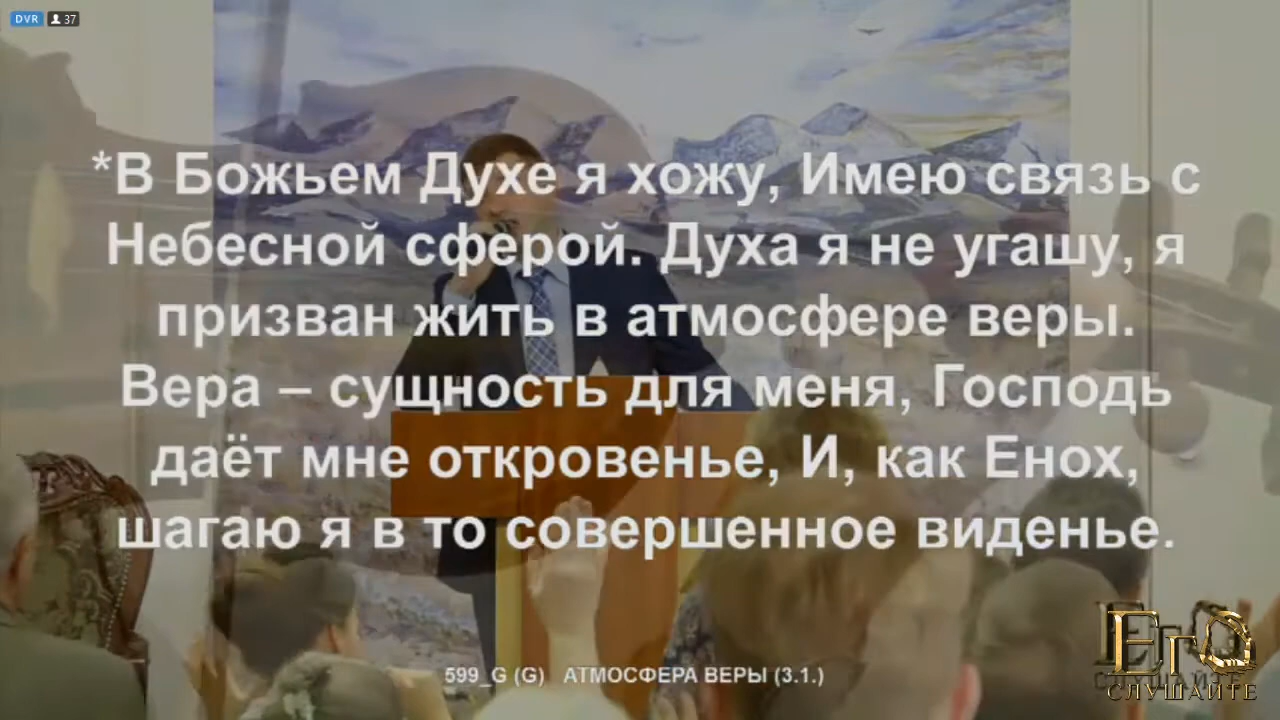 DVR 37
*В Божьем Духе я хожу, Имею связь с
Небесной сферой. Духа я не угашу, я
призван жить в атмосфере веры.
Вера – сущность для меня, Господь
даёт мне откровенье, И, как Енох,
шагаю я в то совершенное виденье.
599_G (G) АТМОСФЕРА ВЕРЫ (3.1.)
ЕГО
СЛУШАЙТЕ